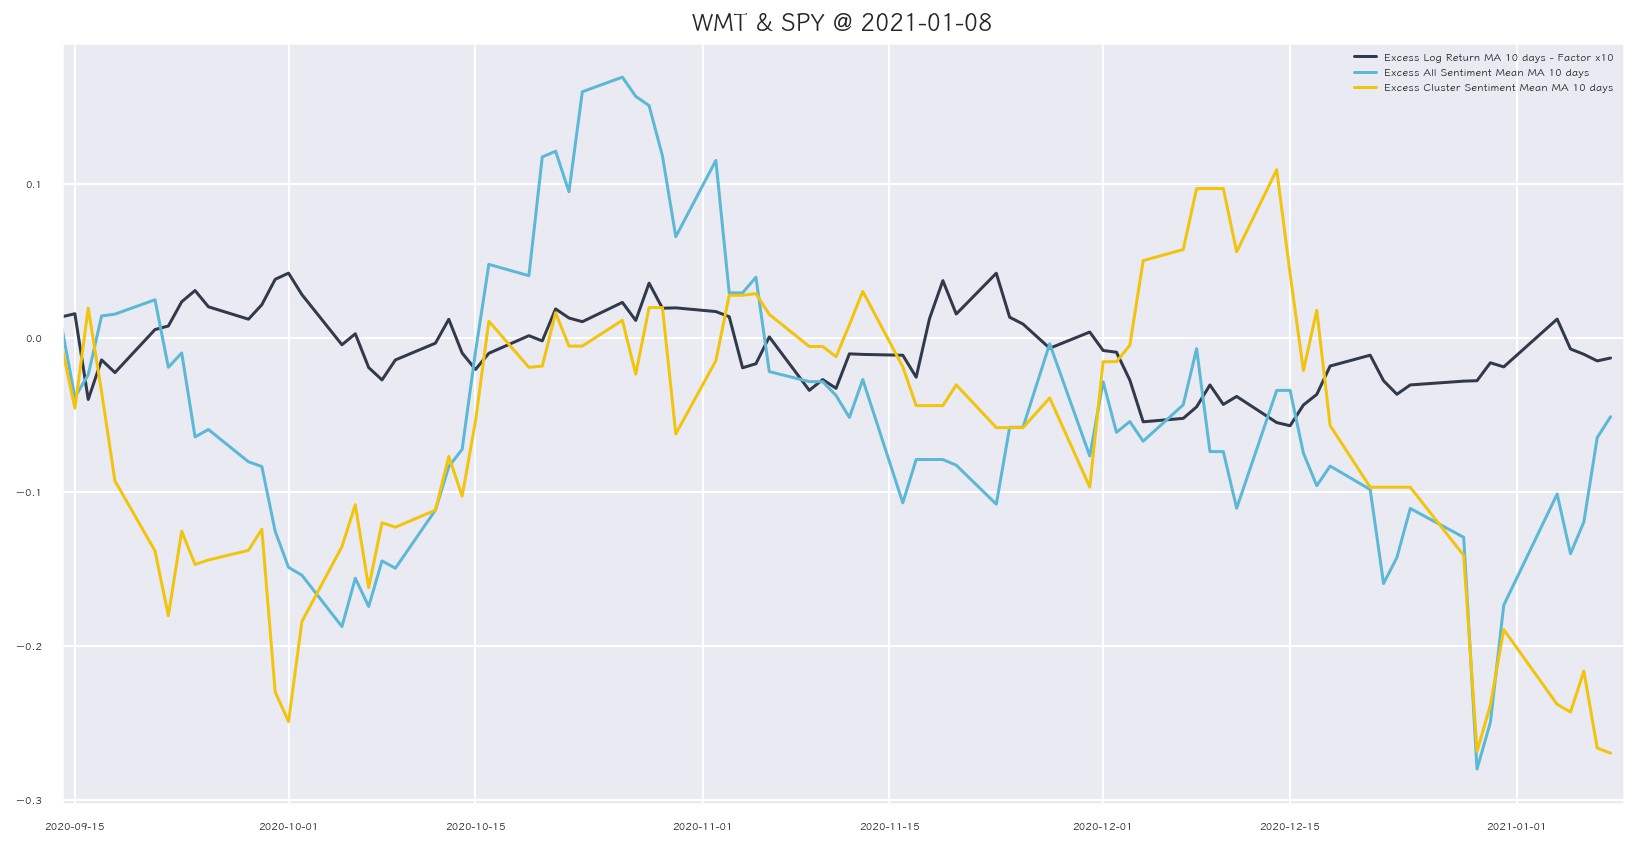 WMT & SPY @ 2021-01-08
Excess Log Return MA 10 days - Factor x10
Excess All Sentiment Mean MA 10 days
Excess Cluster Sentiment Mean MA 10 days
0.1
0.0
−0.1
−0.2
−0.3
2020-09-15 2020-10-01 2020-10-15 2020-11-01 2020-11-15 2020-12-01 2020-12-15 2021-01-01